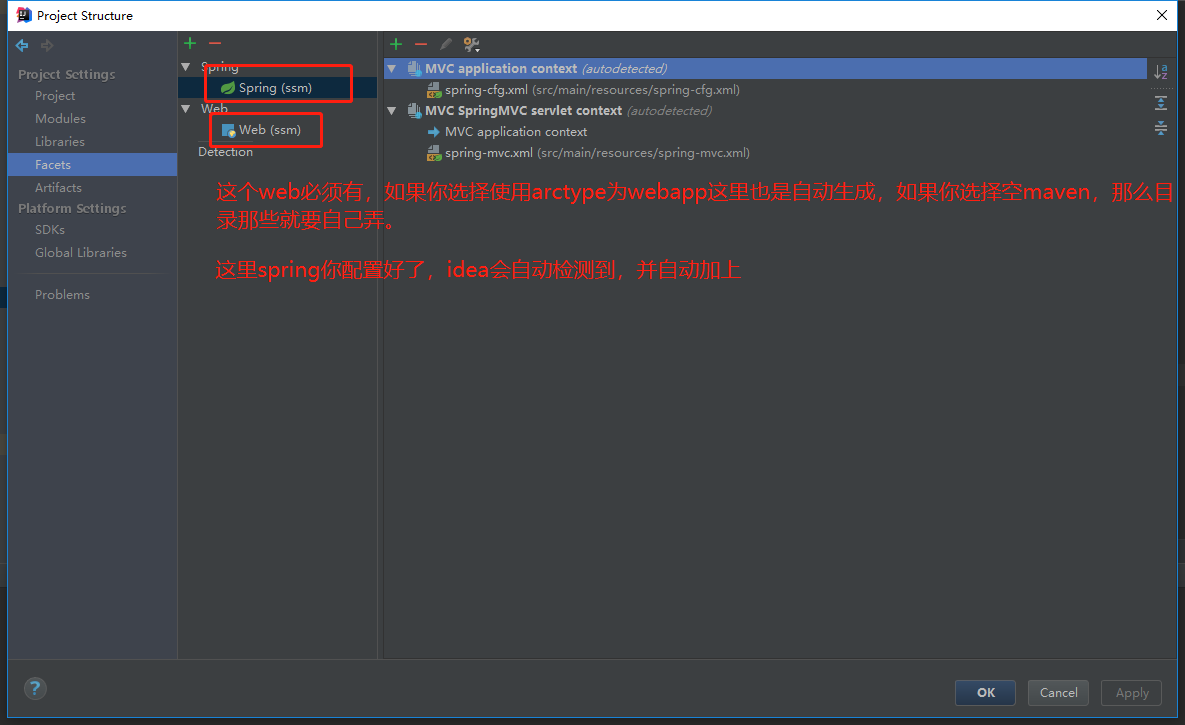 Project Structure
Project Settings
Project
Modules
Libraries
Facets
Artifacts
Platform Settings
SDKs
Global Libraries
Problems
Spring
Spring (ssm)
Web
Web (ssm)
Detection
MVC application context (autodetected)
spring-cfg.xml (src/main/resources/spring-cfg.xml)
MVC SpringMVC servlet context (autodetected)
MVC application context
spring-mvc.xml (src/main/resources/spring-mvc.xml)
这个web必须有，如果你选择使用arctype为webapp这里也是自动生成，如果你选择空maven，那么目
录那些就要自己弄。
这里spring你配置好了，idea会自动检测到，并自动加上
?
OK
Cancel
Apply